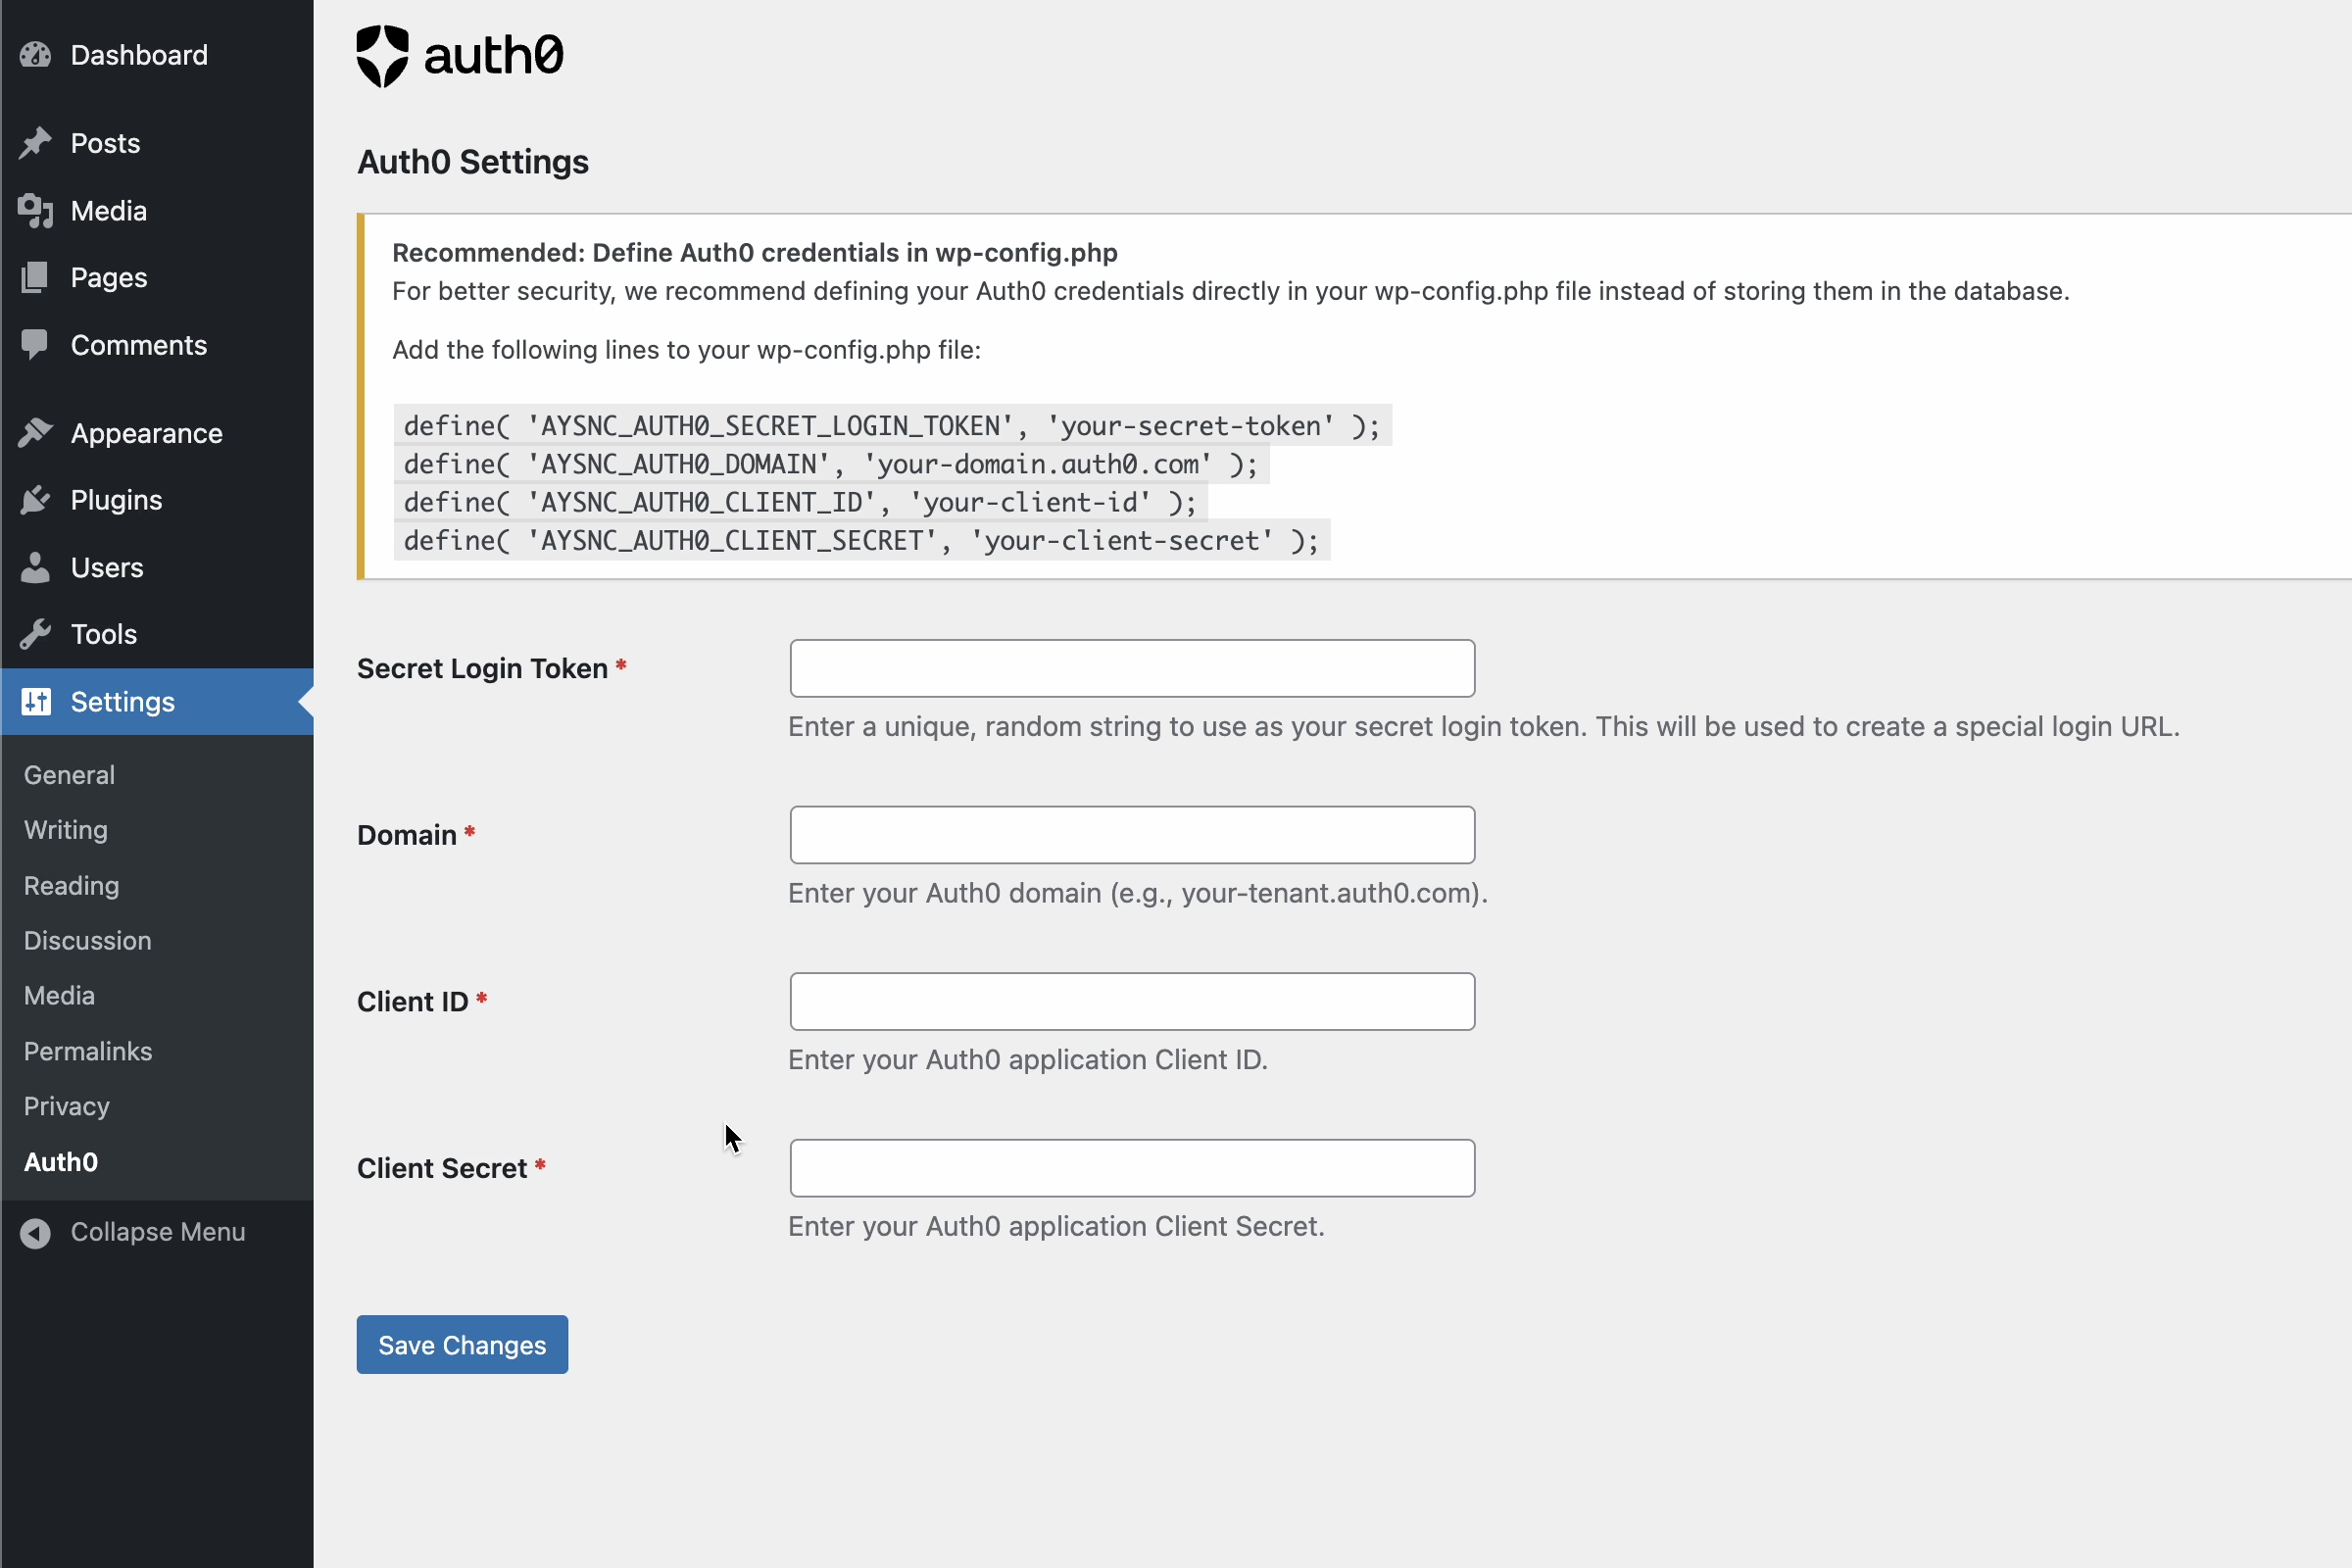 Dashboard
Posts
Media
Pages
Comments
Appearance
Plugins
Users
Tools
Settings
General
Writing
Reading
Discussion
Media
Permalinks
Privacy
Auth0
Collapse Menu
auth0
Auth0 Settings
Recommended: Define Auth0 credentials in wp-config.php
For better security, we recommend defining your Auth0 credentials directly in your wp-config.php file instead of storing them in the database.
Add the following lines to your wp-config.php file:
define( 'AYSNC_AUTH0_SECRET_LOGIN_TOKEN', 'your-secret-token' );
define( 'AYSNC_AUTH0_DOMAIN', 'your-domain.auth0.com' );
define( 'AYSNC_AUTH0_CLIENT_ID', 'your-client-id' );
define( 'AYSNC_AUTH0_CLIENT_SECRET', 'your-client-secret' );
Secret Login Token *
Enter a unique, random string to use as your secret login token. This will be used to create a special login URL.
Domain *
Enter your Auth0 domain (e.g., your-tenant.auth0.com).
Client ID *
Enter your Auth0 application Client ID.
Client Secret *
Enter your Auth0 application Client Secret.
Save Changes